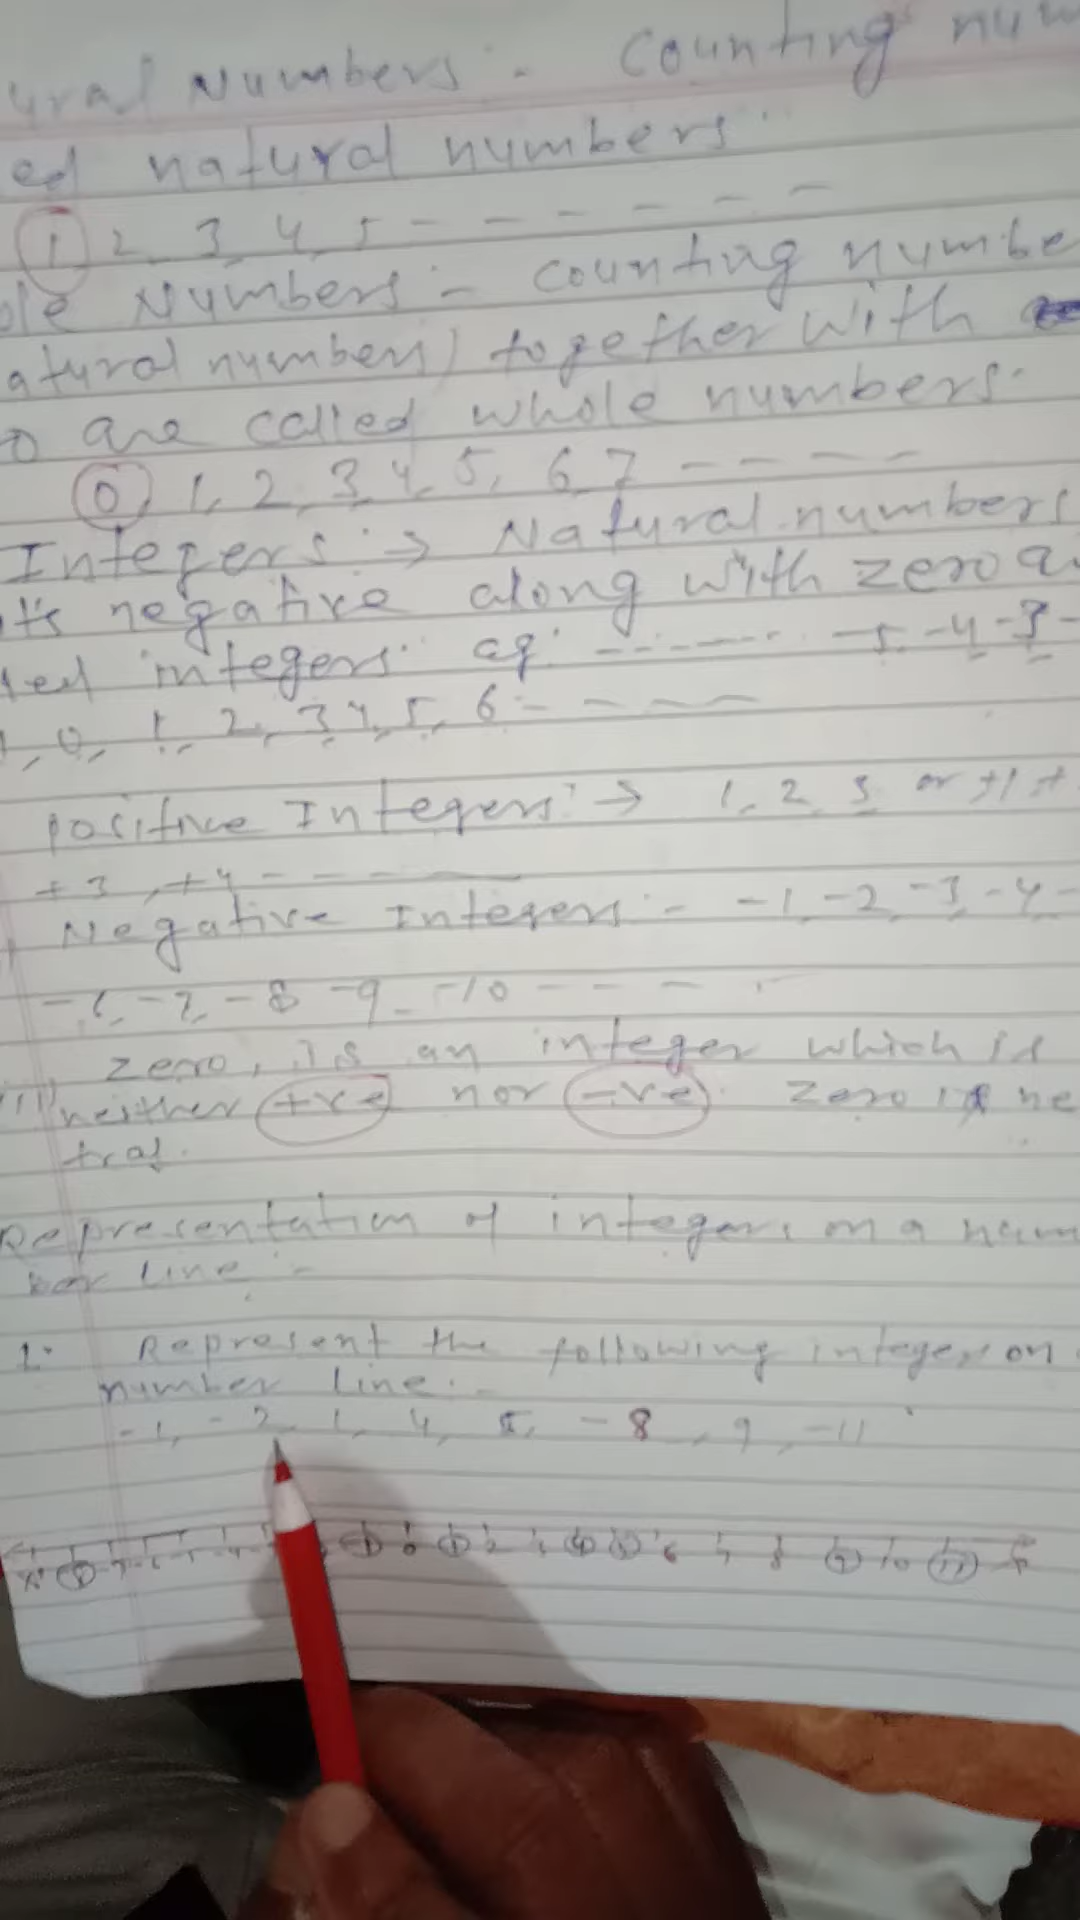 ural Numbers - Counting num
ed natural numbers.
1 2, 3, 4, 5 - - - - - - -
ole Numbers :- counting numbe
atural numbers) together with
are called whole numbers.
0, 1, 2, 3, 4, 5, 6, 7 - - - -
Integers :→ Natural numbers
it's negative along with zero a
led integers. eg. ------- -5, -4 -3 -
, 0, 1, 2, 3, 4, 5, 6 - - - -
positive Integers :→ 1, 2, 3 or +1 +
+3, +4 - - - -
Negative Integers :- -1, -2, -3, -4 -
-6, -7, -8 -9, -10 - - - -
zero, is an integer which is
(iii) neither +ve nor -ve. zero is ne
tral.
Representation of integers on a num
ber line :-
1. Represent the following integers on
number line :-
-1, -2, 1, 4, 5, -8, 9, -11